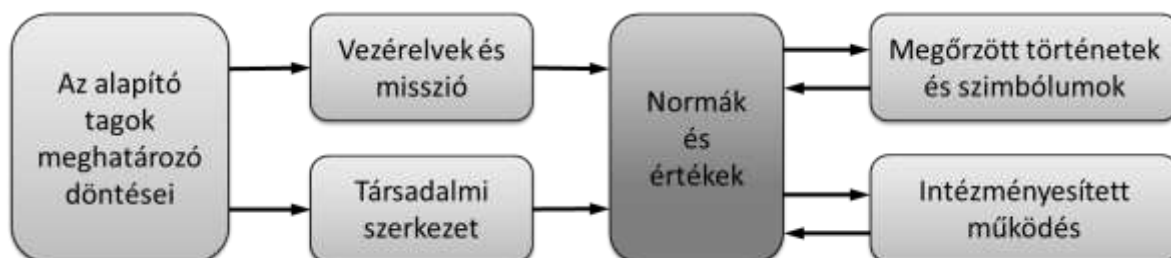 Az alapító
tagok
meghatározó
döntései
Vezérelvek és
misszió
Társadalmi
szerkezet
Normák
és
értékek
Megőrzött történetek
és szimbólumok
Intézményesített
működés